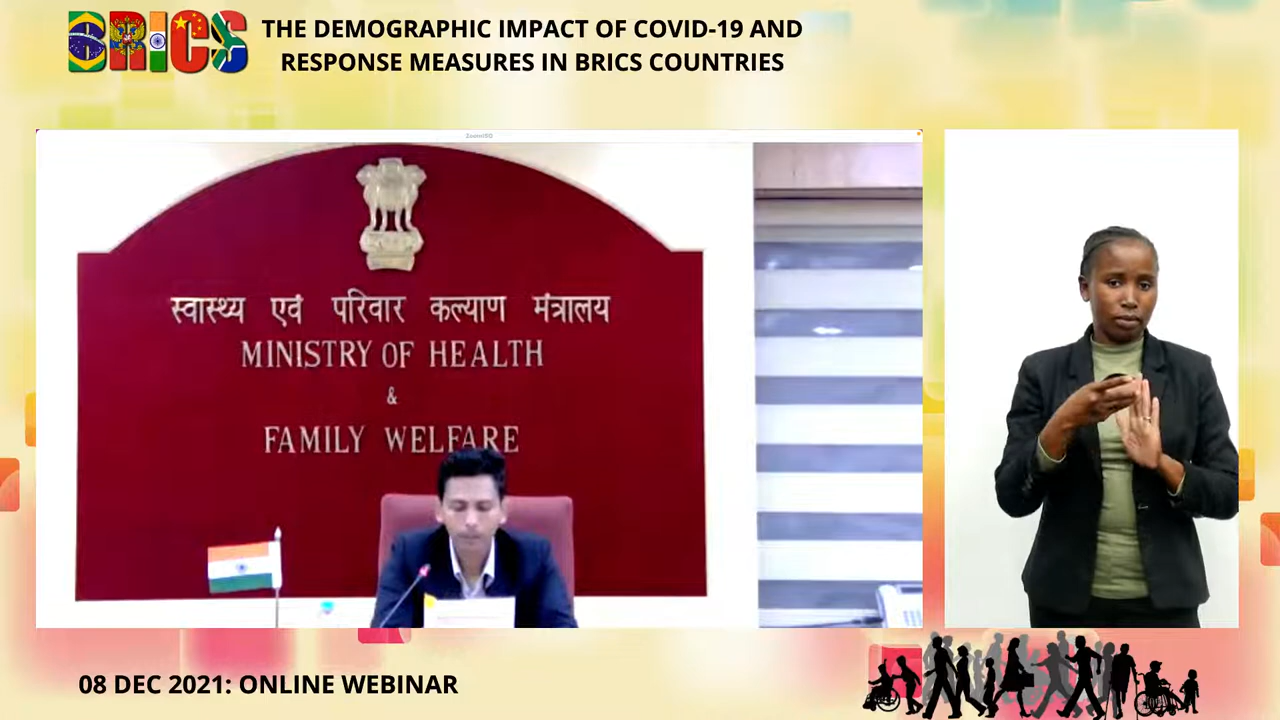 BRICS
THE DEMOGRAPHIC IMPACT OF COVID-19 AND
RESPONSE MEASURES IN BRICS COUNTRIES
स्वास्थ्य एवं परिवार कल्याण मंत्रालय
MINISTRY OF HEALTH
&
FAMILY WELFARE
08 DEC 2021: ONLINE WEBINAR